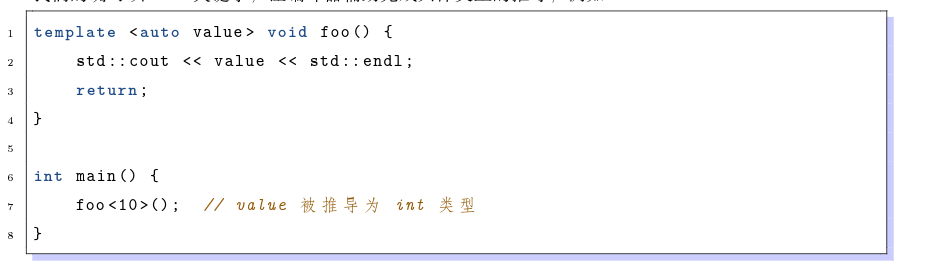 1 template <auto value> void foo() {
2     std::cout << value << std::endl;
3     return;
4 }
5
6 int main() {
7     foo<10>();  // value 被推导为 int 类型
8 }